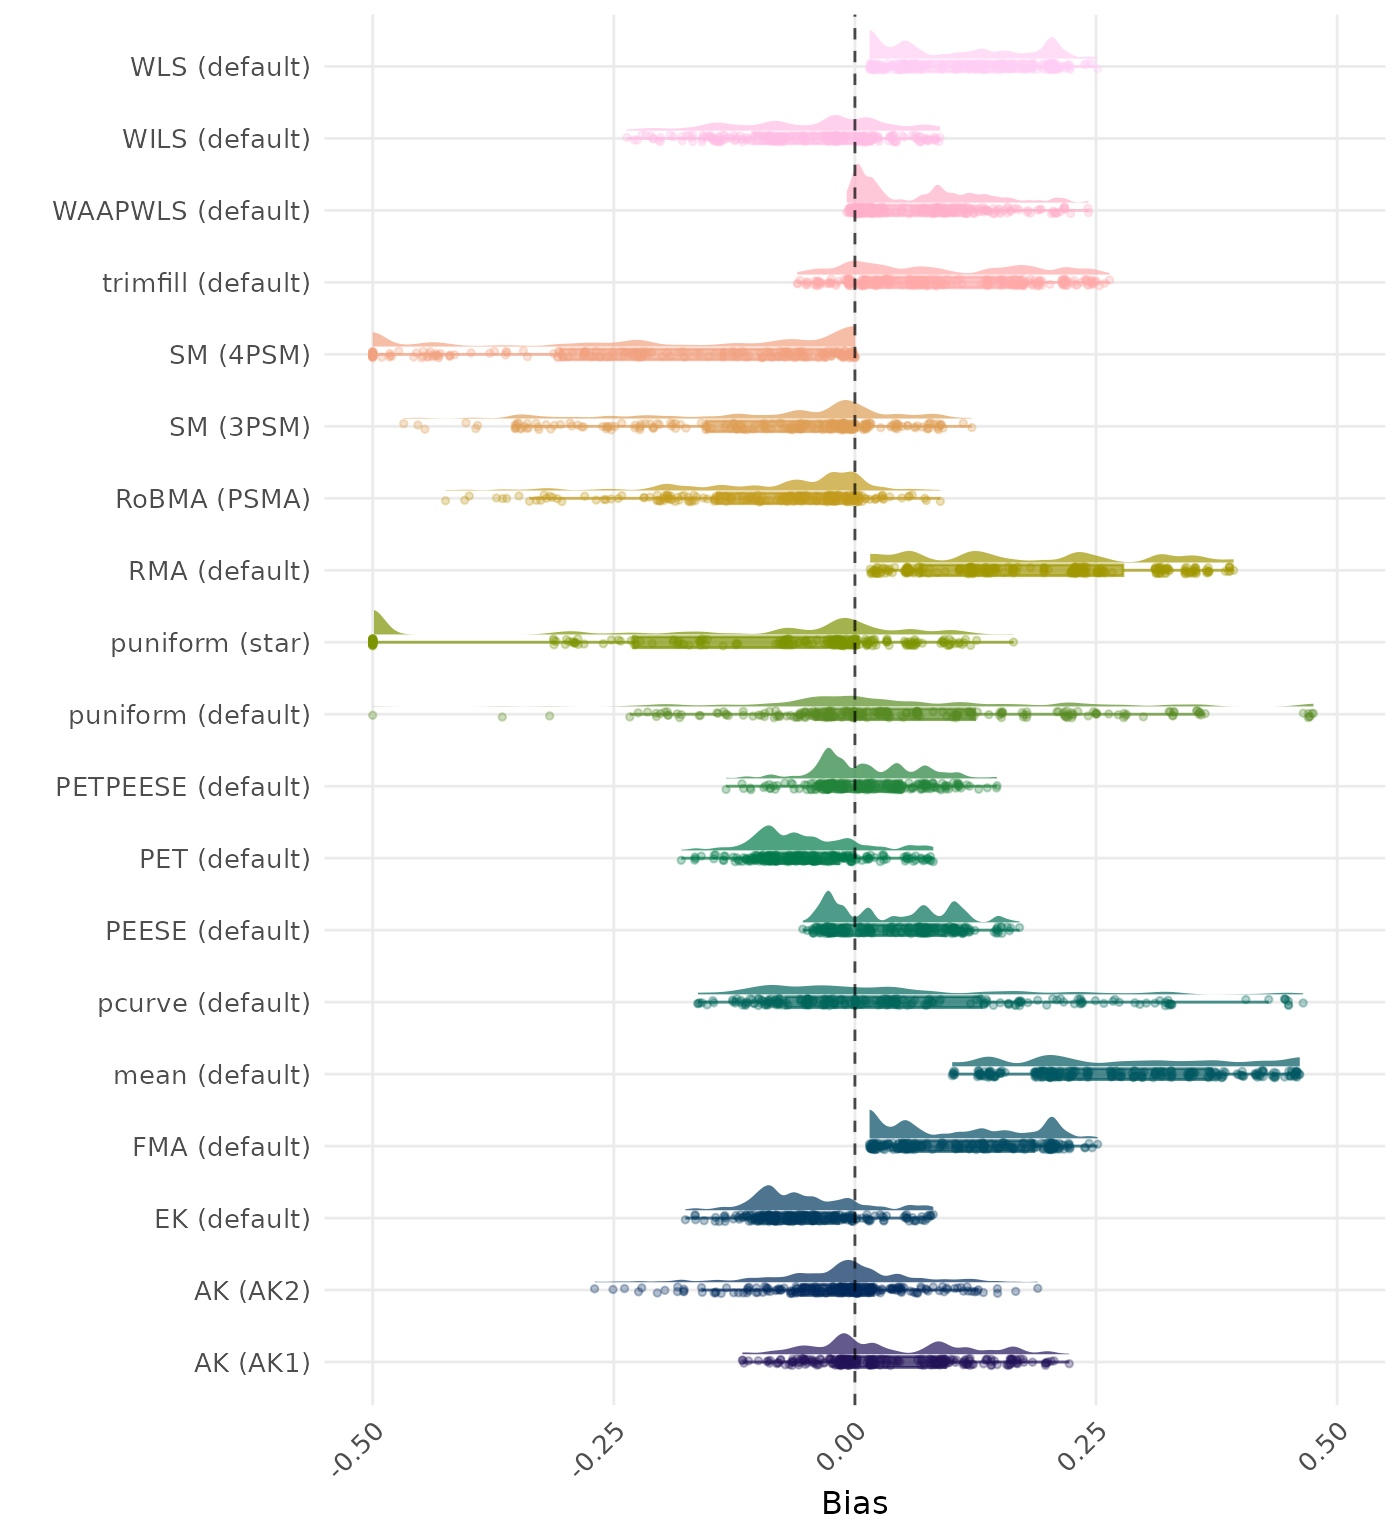 WLS (default)
WILS (default)
WAAPWLS (default)
trimfill (default)
SM (4PSM)
SM (3PSM)
RoBMA (PSMA)
RMA (default)
puniform (star)
puniform (default)
PETPEESE (default)
PET (default)
PEESE (default)
pcurve (default)
mean (default)
FMA (default)
EK (default)
AK (AK2)
AK (AK1)
-0.50 -0.25 0.00 0.25 0.50
Bias